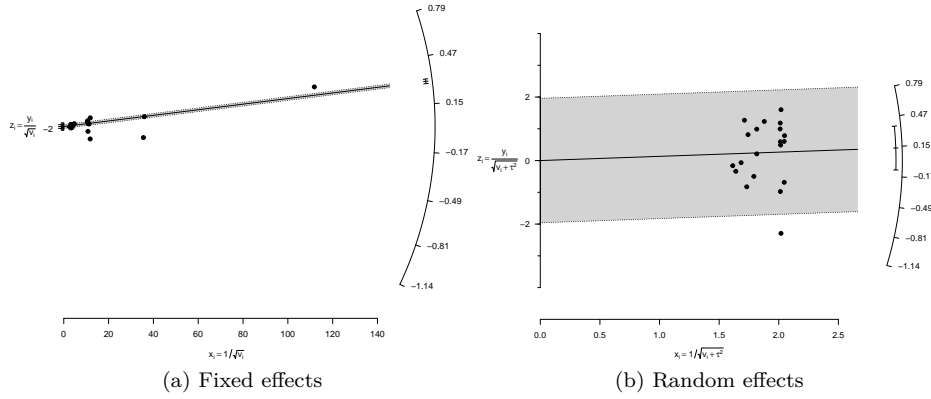 0.79
0.47
0.15
−0.17
−0.49
−0.81
−1.14
z_i = y_i/√v_i −2
0 20 40 60 80 100 120 140
x_i = 1/√v_i
(a) Fixed effects
2
0
−2
z_i = y_i/√(v_i + τ²)
0.79
0.47
0.15
−0.17
−0.49
−0.81
−1.14
0.0 0.5 1.0 1.5 2.0 2.5
x_i = 1/√(v_i + τ²)
(b) Random effects